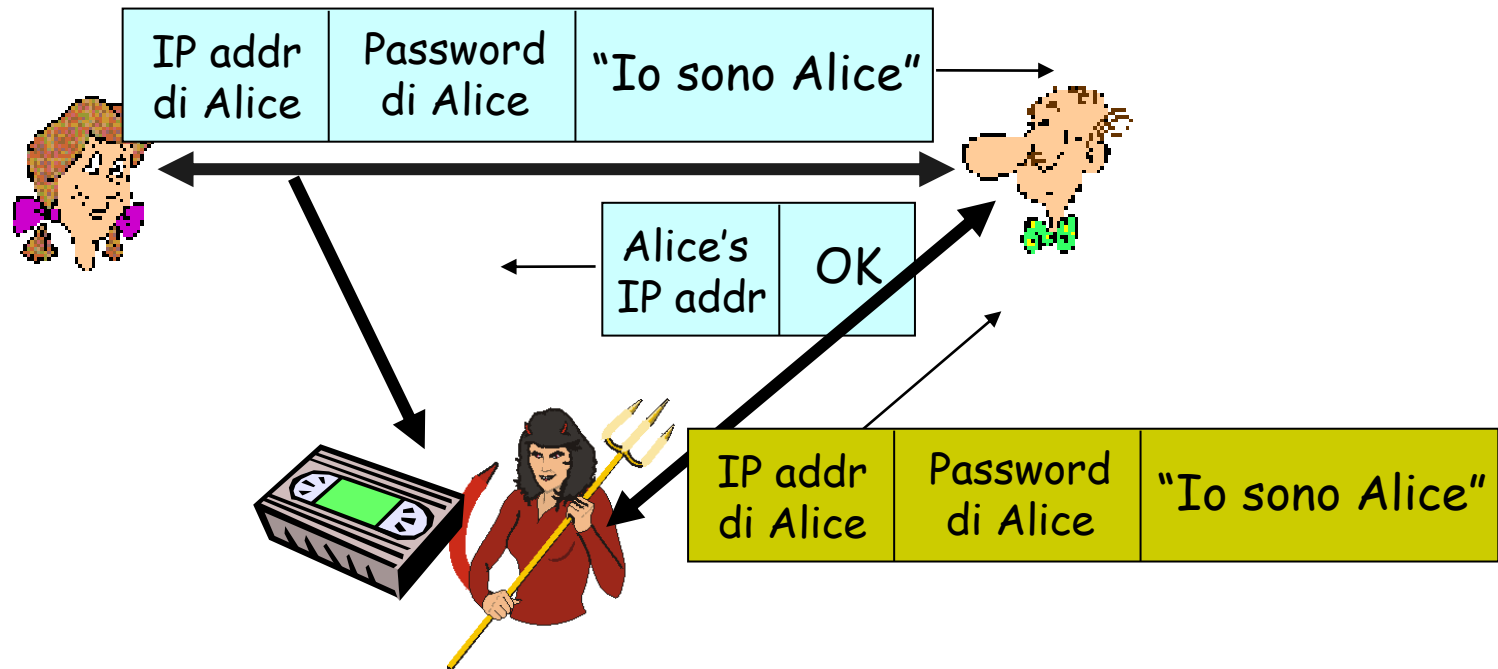 IP addr
di Alice
Password
di Alice
“Io sono Alice”
Alice’s
IP addr
OK
IP addr
di Alice
Password
di Alice
“Io sono Alice”